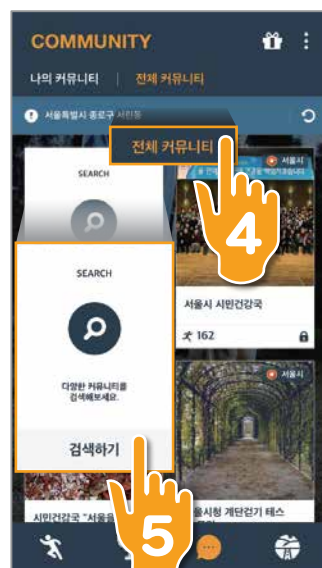 COMMUNITY
나의 커뮤니티 | 전체 커뮤니티
서울특별시 종로구 서린동
전체 커뮤니티
4
SEARCH
서울시
SEARCH
다양한 커뮤니티를
검색해보세요.
검색하기
5
서울시 시민건강국
162
서울시
시민건강국 "서울을
울시청 계단걷기 테스